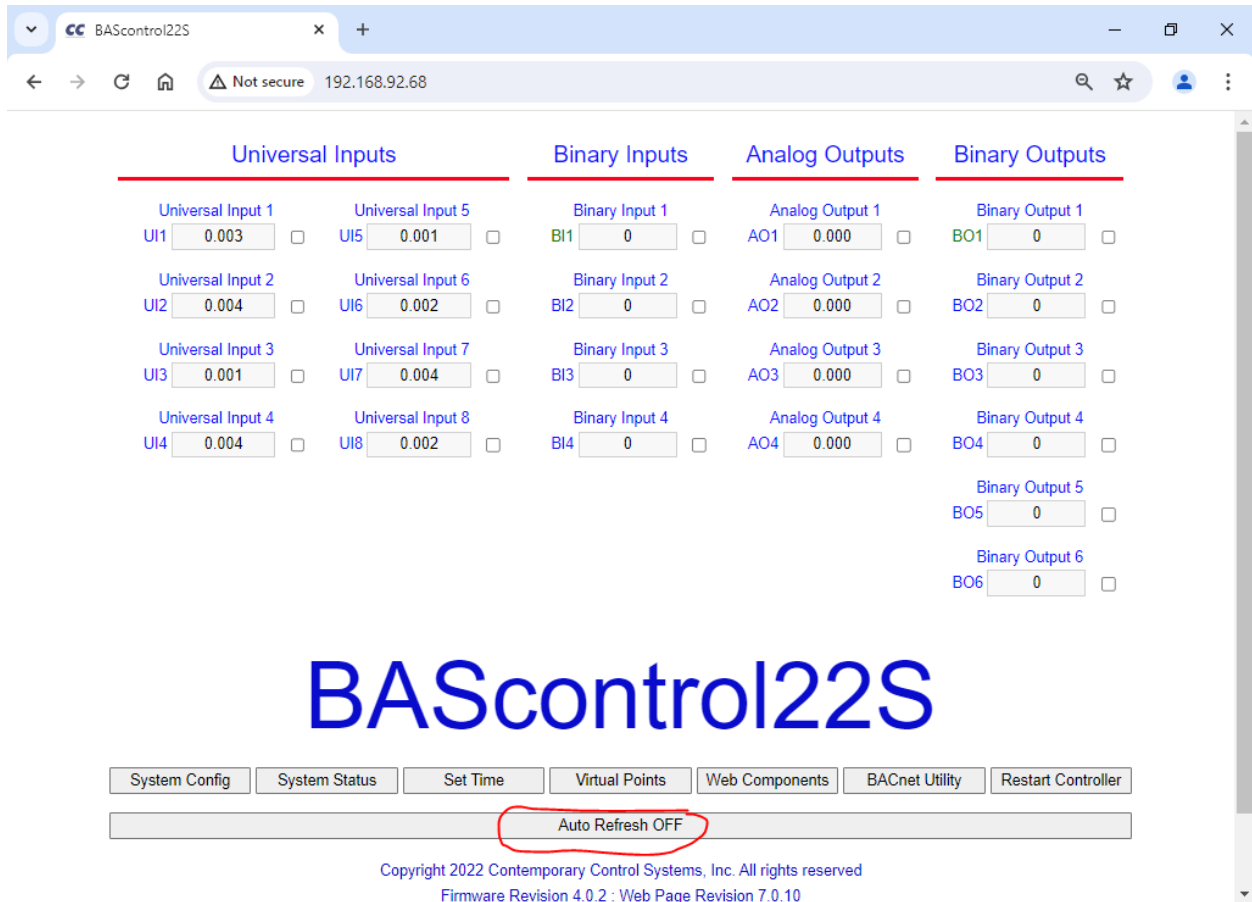 CC BAScontrol22S
Not secure 192.168.92.68
Universal Inputs Binary Inputs Analog Outputs Binary Outputs
Universal Input 1 Universal Input 5 Binary Input 1 Analog Output 1 Binary Output 1
UI1 0.003 UI5 0.001 BI1 0 AO1 0.000 BO1 0
Universal Input 2 Universal Input 6 Binary Input 2 Analog Output 2 Binary Output 2
UI2 0.004 UI6 0.002 BI2 0 AO2 0.000 BO2 0
Universal Input 3 Universal Input 7 Binary Input 3 Analog Output 3 Binary Output 3
UI3 0.001 UI7 0.004 BI3 0 AO3 0.000 BO3 0
Universal Input 4 Universal Input 8 Binary Input 4 Analog Output 4 Binary Output 4
UI4 0.004 UI8 0.002 BI4 0 AO4 0.000 BO4 0
Binary Output 5
BO5 0
Binary Output 6
BO6 0
BAScontrol22S
System Config System Status Set Time Virtual Points Web Components BACnet Utility Restart Controller
Auto Refresh OFF
Copyright 2022 Contemporary Control Systems, Inc. All rights reserved
Firmware Revision 4.0.2 : Web Page Revision 7.0.10